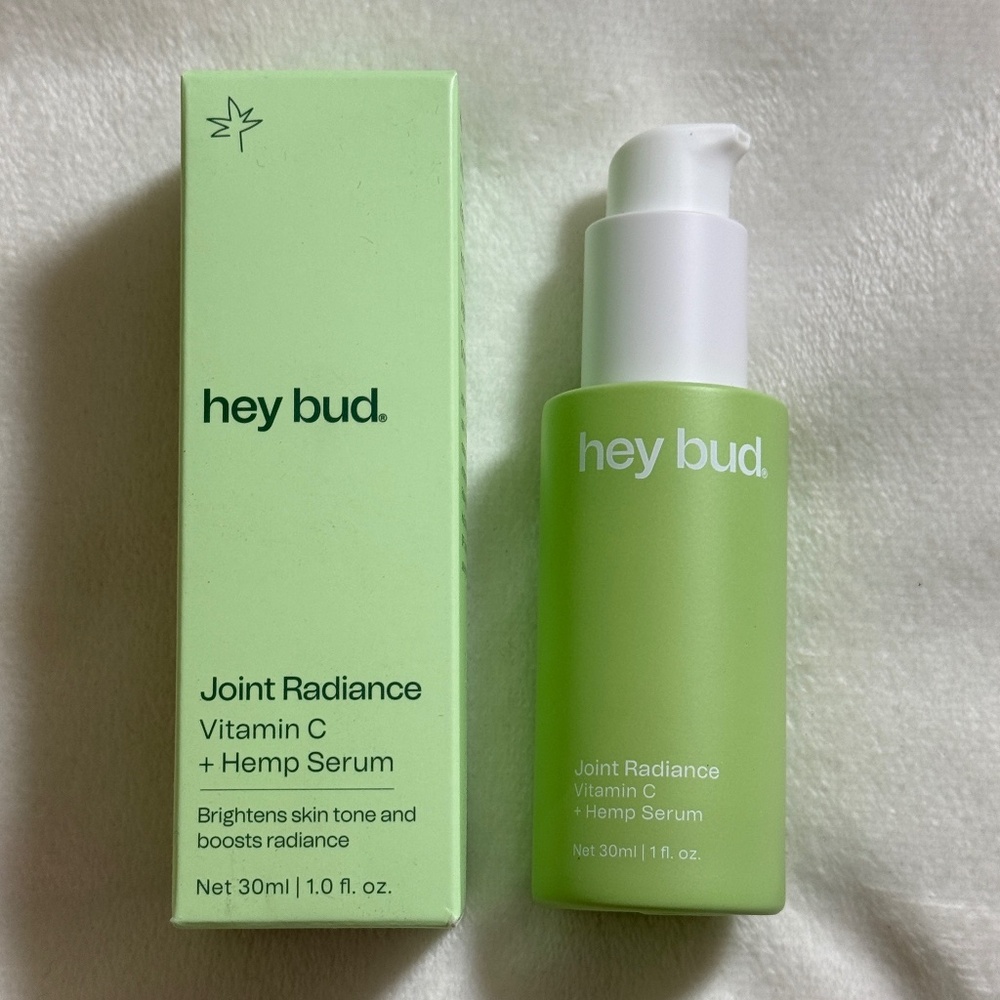 hey bud®
Joint Radiance
Vitamin C
+ Hemp Serum
Brightens skin tone and
boosts radiance
Net 30ml | 1.0 fl. oz.
hey bud®
Joint Radiance
Vitamin C
+ Hemp Serum
Net 30ml | 1 fl. oz.